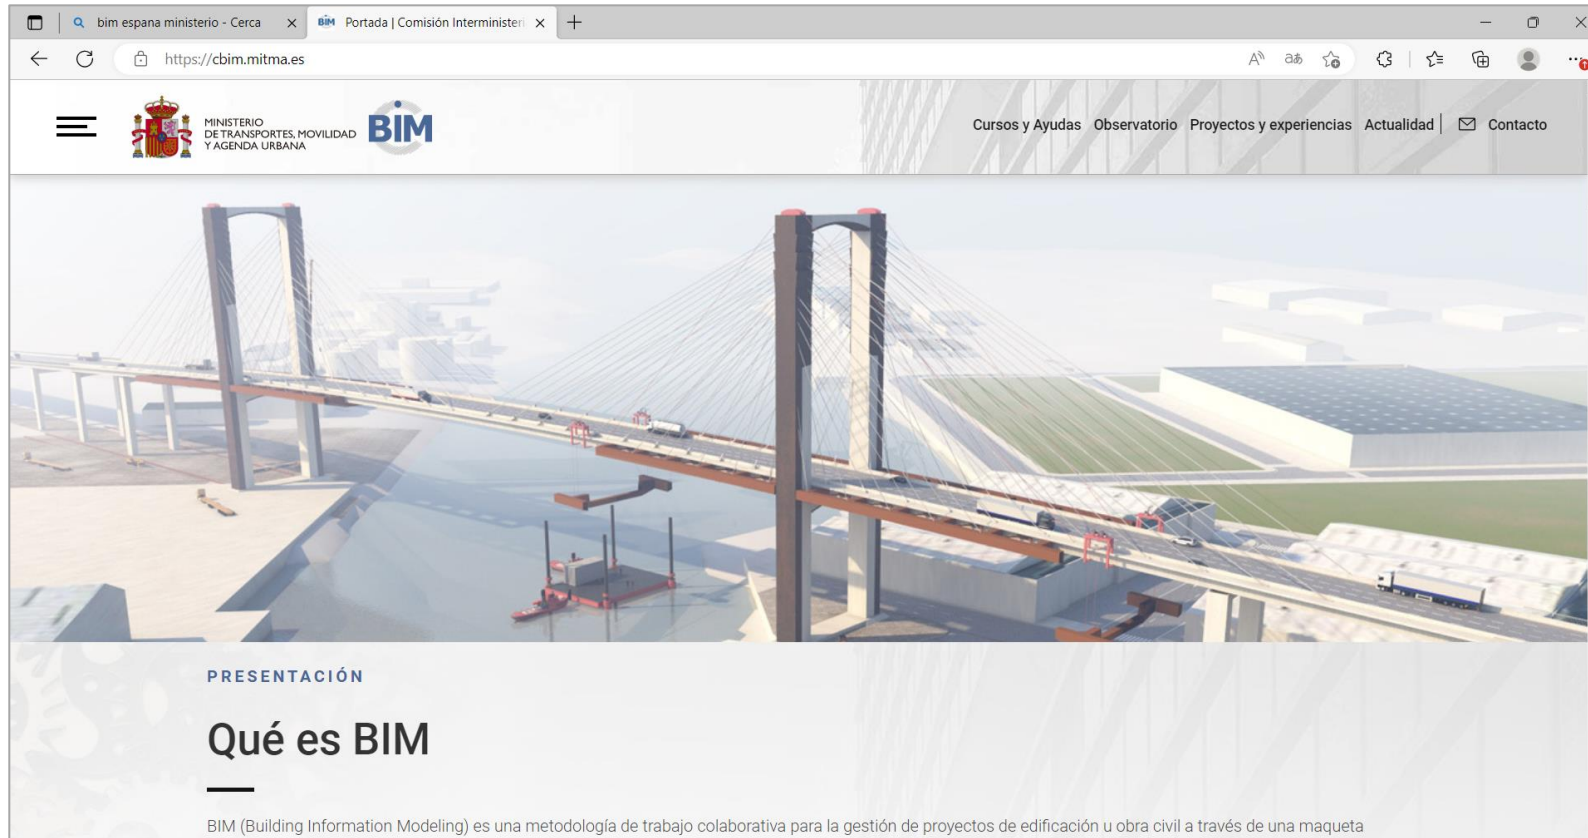 bim espana ministerio - Cerca
BIM Portada | Comisión Interministeri
https://cbim.mitma.es
MINISTERIO
DE TRANSPORTES, MOVILIDAD
Y AGENDA URBANA
BIM
Cursos y Ayudas Observatorio Proyectos y experiencias Actualidad | Contacto
PRESENTACIÓN
Qué es BIM
BIM (Building Information Modeling) es una metodología de trabajo colaborativa para la gestión de proyectos de edificación u obra civil a través de una maqueta